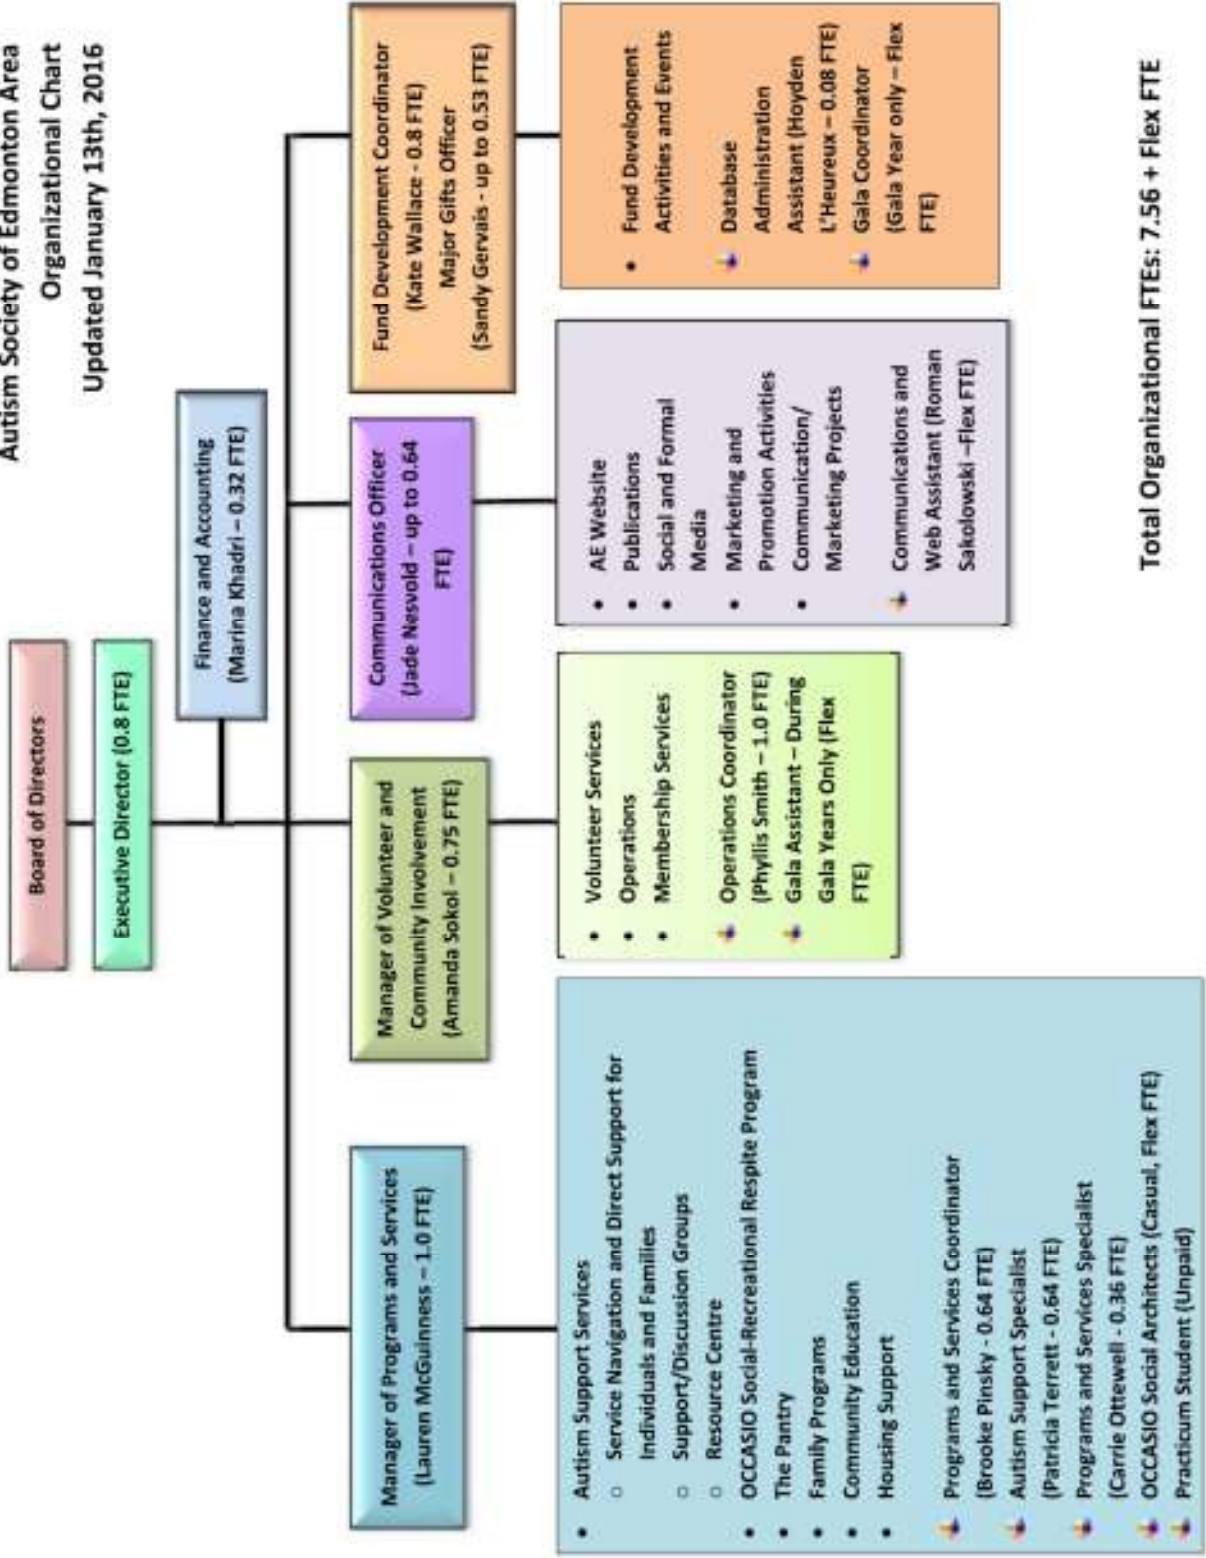 Autism Society of Edmonton Area
Organizational Chart
Updated January 13th, 2016
Board of Directors
Executive Director (0.8 FTE)
Finance and Accounting
(Marina Khadri – 0.32 FTE)
Manager of Programs and Services
(Lauren McGuinness – 1.0 FTE)
Manager of Volunteer and
Community Involvement
(Amanda Sokol – 0.75 FTE)
Communications Officer
(Jade Nesvold – up to 0.64
FTE)
Fund Development Coordinator
(Kate Wallace - 0.8 FTE)
Major Gifts Officer
(Sandy Gervais - up to 0.53 FTE)
• Autism Support Services
○ Service Navigation and Direct Support for
Individuals and Families
○ Support/Discussion Groups
○ Resource Centre
• OCCASIO Social-Recreational Respite Program
• The Pantry
• Family Programs
• Community Education
• Housing Support
Programs and Services Coordinator
(Brooke Pinsky - 0.64 FTE)
Autism Support Specialist
(Patricia Terrett - 0.64 FTE)
Programs and Services Specialist
(Carrie Ottewell - 0.36 FTE)
OCCASIO Social Architects (Casual, Flex FTE)
Practicum Student (Unpaid)
• Volunteer Services
• Operations
• Membership Services
Operations Coordinator
(Phyllis Smith – 1.0 FTE)
Gala Assistant – During
Gala Years Only (Flex
FTE)
• AE Website
• Publications
• Social and Formal
Media
• Marketing and
Promotion Activities
• Communication/
Marketing Projects
Communications and
Web Assistant (Roman
Sakolowski –Flex FTE)
• Fund Development
Activities and Events
Database
Administration
Assistant (Hoyden
L'Heureux – 0.08 FTE)
Gala Coordinator
(Gala Year only – Flex
FTE)
Total Organizational FTEs: 7.56 + Flex FTE